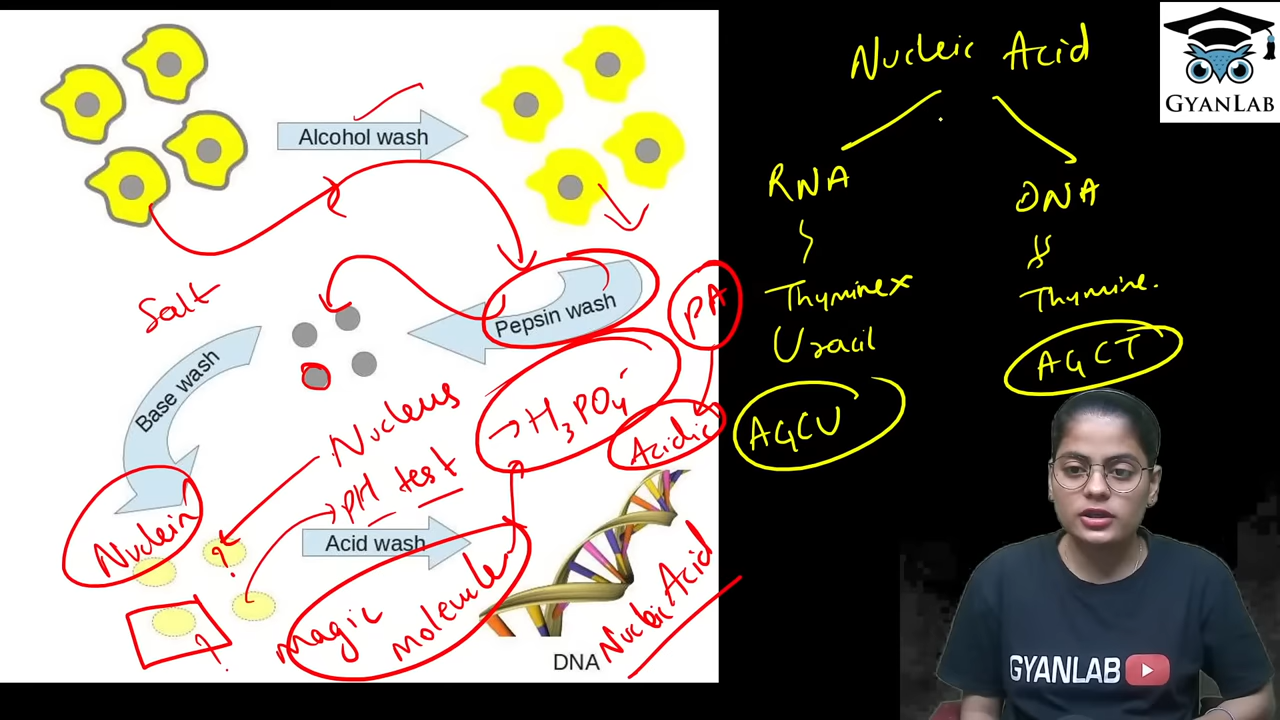 Alcohol wash
Salt
Pepsin wash
PA
Base wash
→ H3PO4
Acidic
Nucleus
pH test
Nuclein
?
Acid wash
magic
molecule
?
DNA
Nucleic Acid
Nucleic Acid
RNA
DNA
Thymine x
Thymine.
Uracil
AGCU
AGCT
GYANLAB
GYANLAB